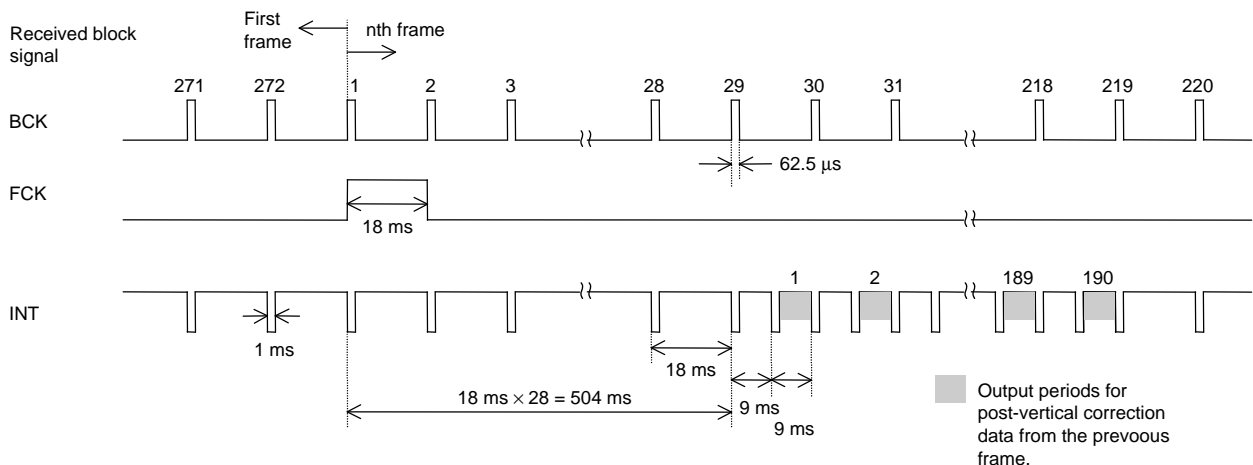 First
frame
nth frame
Received block
signal
271 272 1 2 3 28 29 30 31 218 219 220
BCK
62.5 μs
FCK
18 ms
1 2 189 190
INT
1 ms
18 ms
18 ms × 28 = 504 ms
9 ms
9 ms
Output periods for
post-vertical correction
data from the prevoous
frame.